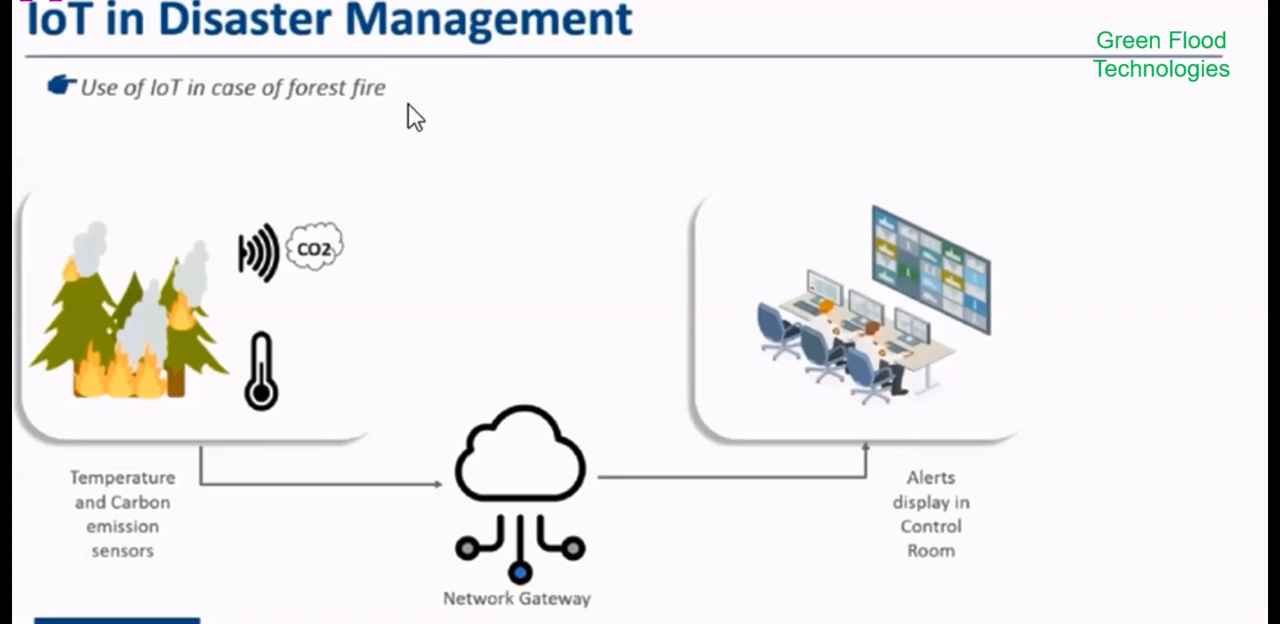 IoT in Disaster Management
Green Flood
Technologies
Use of IoT in case of forest fire
CO2
Temperature
and Carbon
emission
sensors
Alerts
display in
Control
Room
Network Gateway